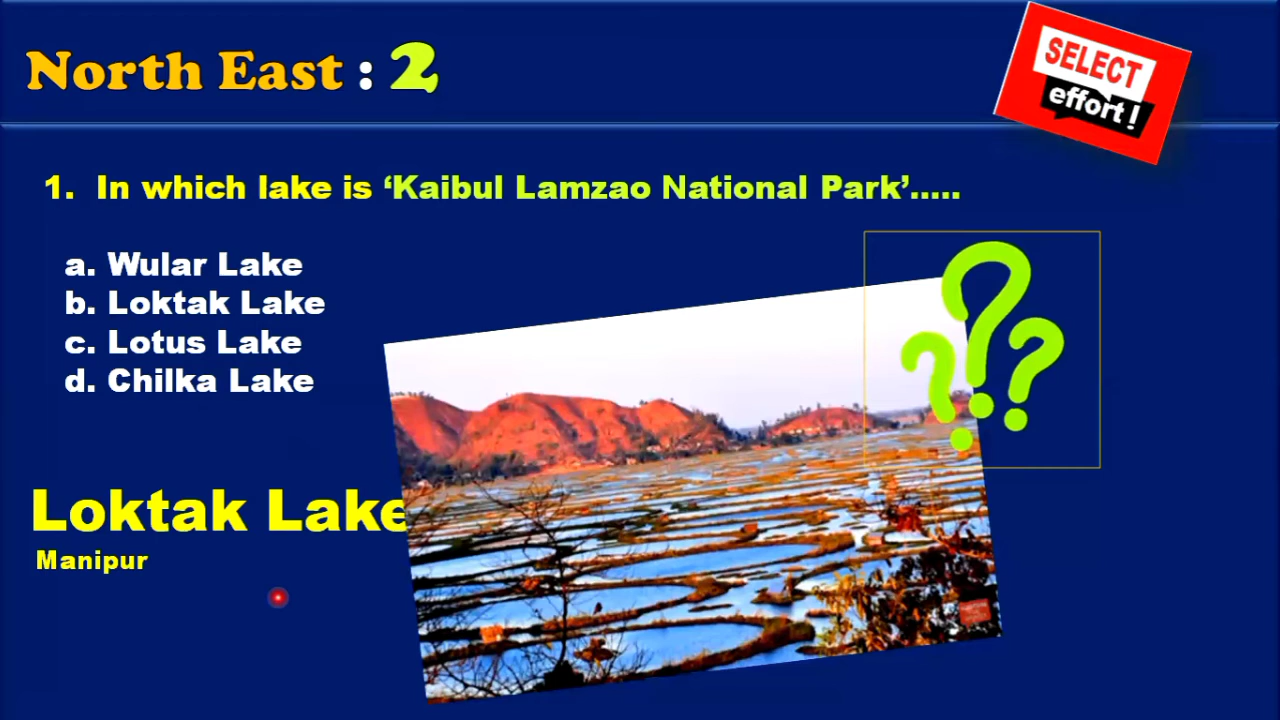 North East : 2
SELECT
effort !
1. In which lake is ‘Kaibul Lamzao National Park’.....
a. Wular Lake
b. Loktak Lake
c. Lotus Lake
d. Chilka Lake
Loktak Lake
Manipur